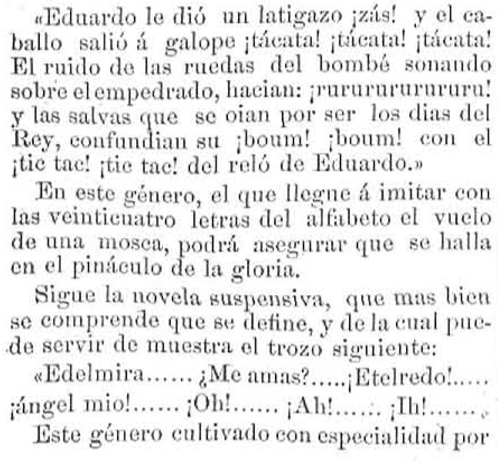 «Eduardo le dió un latigazo ¡zás! y el ca-
ballo salió á galope ¡tácata! ¡tácata! ¡tácata!
El ruido de las ruedas del bombé sonando
sobre el empedrado, hacian: ¡rurururururururu!
y las salvas que se oian por ser los dias del
Rey, confundian su ¡boum! ¡boum! con el
¡tic tac! ¡tic tac! del reló de Eduardo.»
En este género, el que llegue á imitar con
las veinticuatro letras del alfabeto el vuelo
de una mosca, podrá asegurar que se halla
en el pináculo de la gloria.
Sigue la novela suspensiva, que mas bien
se comprende que se define, y de la cual pue-
de servir de muestra el trozo siguiente:
«Edelmira...... ¿Me amas?.....¡Etelredo!.....
¡ángel mio!...... ¡Oh!...... ¡Ah!...... ¡Ih!......
Este género cultivado con especialidad por